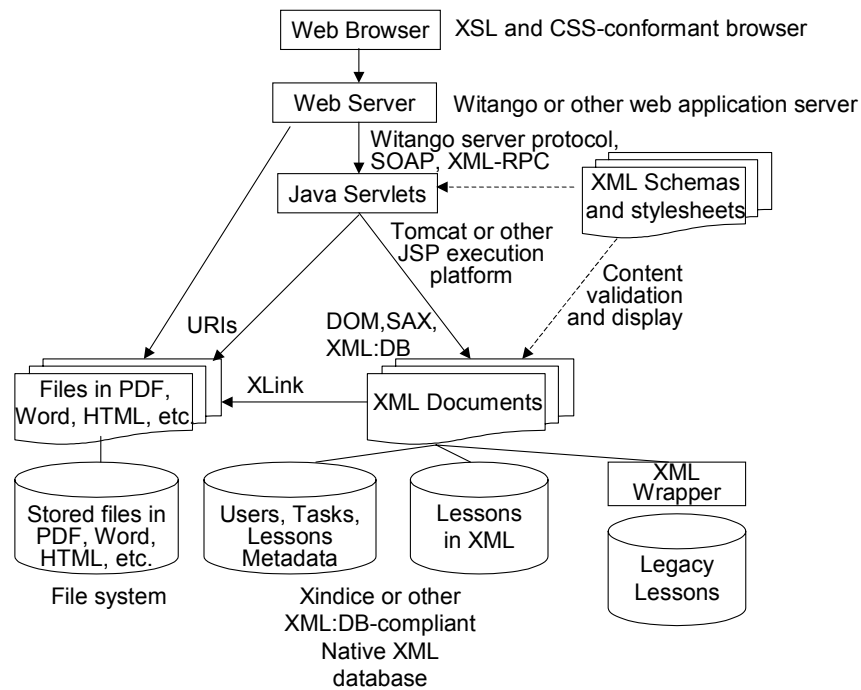 Web Browser
XSL and CSS-conformant browser
Web Server
Witango or other web application server
Witango server protocol,
SOAP, XML-RPC
Java Servlets
XML Schemas
and stylesheets
Tomcat or other
JSP execution
platform
Content
validation
and display
URIs
DOM,SAX,
XML:DB
Files in PDF,
Word, HTML, etc.
XLink
XML Documents
XML
Wrapper
Stored files in
PDF, Word,
HTML, etc.
Users, Tasks,
Lessons
Metadata
Lessons
in XML
Legacy
Lessons
File system
Xindice or other
XML:DB-compliant
Native XML
database